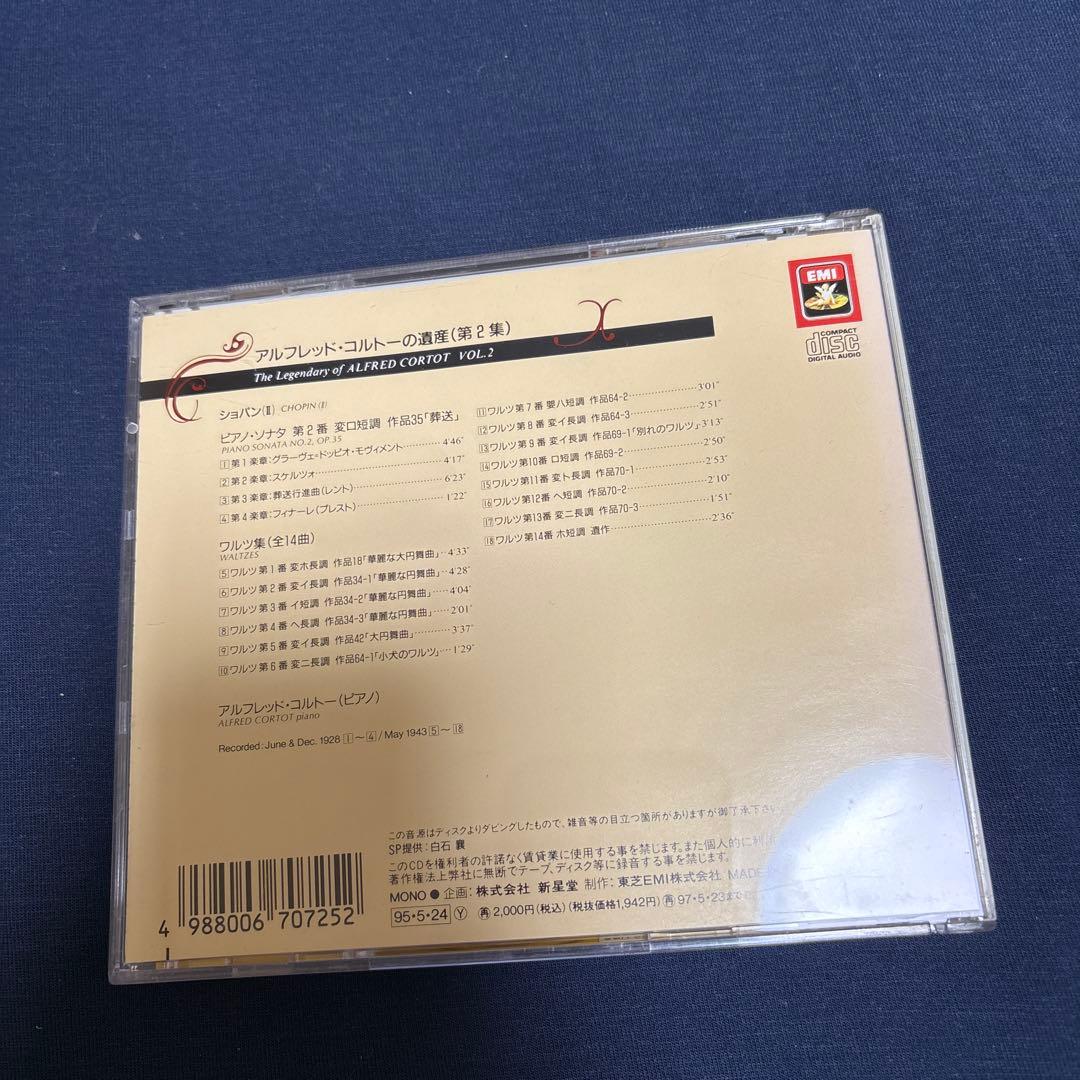 EMI
COMPACT
disc
DIGITAL AUDIO
アルフレッド・コルトーの遺産(第2集)
The Legendary of ALFRED CORTOT VOL.2
ショパン(II) CHOPIN (II)
ピアノ・ソナタ 第2番 変ロ短調 作品35「葬送」
PIANO SONATA NO.2, OP.35
1 第1楽章:グラーヴェ=ドッピオ・モヴィメント……4'46"
2 第2楽章:スケルツォ……4'17"
3 第3楽章:葬送行進曲(レント)……6'23"
4 第4楽章:フィナーレ(プレスト)……1'22"
ワルツ集(全14曲)
WALTZES
5 ワルツ第1番 変ホ長調 作品18「華麗な大円舞曲」‥4'33"
6 ワルツ第2番 変イ長調 作品34-1「華麗な円舞曲」…4'28"
7 ワルツ第3番 イ短調 作品34-2「華麗な円舞曲」……4'04"
8 ワルツ第4番 ヘ長調 作品34-3「華麗な円舞曲」……2'01"
9 ワルツ第5番 変イ長調 作品42「大円舞曲」…………3'37"
10 ワルツ第6番 変ニ長調 作品64-1「小犬のワルツ」…1'29"
11 ワルツ第7番 嬰ハ短調 作品64-2……3'01"
12 ワルツ第8番 変イ長調 作品64-3……2'51"
13 ワルツ第9番 変イ長調 作品69-1「別れのワルツ」…3'13"
14 ワルツ第10番 ロ短調 作品69-2……2'50"
15 ワルツ第11番 変ト長調 作品70-1……2'53"
16 ワルツ第12番 ヘ短調 作品70-2……2'10"
17 ワルツ第13番 変ニ長調 作品70-3……1'51"
18 ワルツ第14番 ホ短調 遺作……2'36"
アルフレッド・コルトー(ピアノ)
ALFRED CORTOT piano
Recorded: June & Dec. 1928 1～4 / May 1943 5～18
この音源はディスクよりダビングしたもので、雑音等の目立つ箇所がありますが御了承下さい
SP提供:白石 襄
このCDを権利者の許諾なく賃貸業に使用する事を禁じます。また個人的に利
著作権法上弊社に無断でテープ、ディスク等に録音する事を禁じます。
MONO ● 企画:株式会社 新星堂 制作:東芝EMI株式会社 MADE
95・5・24 Ⓨ 再 2,000円(税込)(税抜価格1,942円) 再 97・5・23まで
4 988006 707252